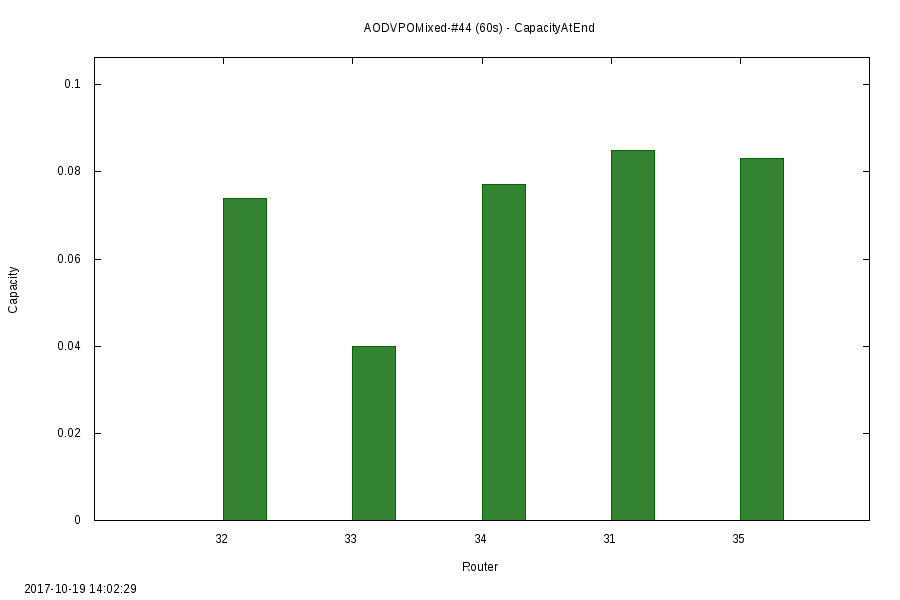 AODVPOMixed-#44 (60s) - CapacityAtEnd
0.1
0.08
0.06
0.04
0.02
0
Capacity
32 33 34 31 35
Router
2017-10-19 14:02:29